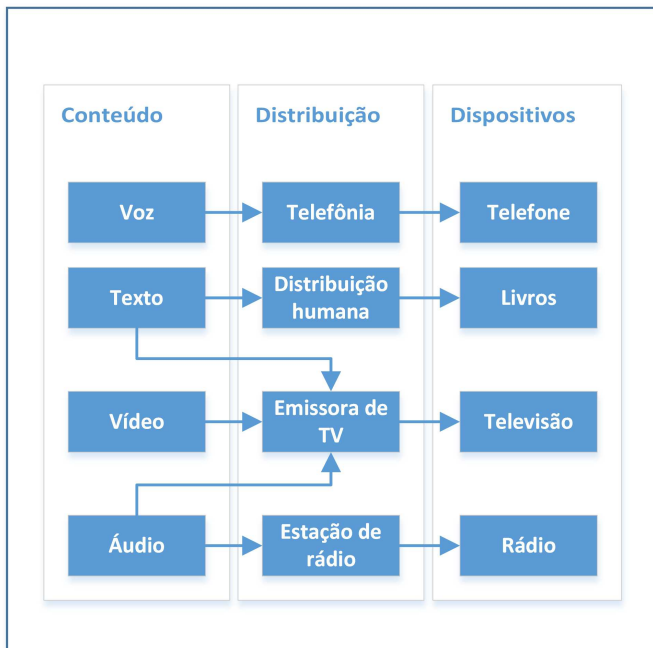 Conteúdo
Distribuição
Dispositivos
Voz
Telefônia
Telefone
Texto
Distribuição
humana
Livros
Vídeo
Emissora de
TV
Televisão
Áudio
Estação de
rádio
Rádio